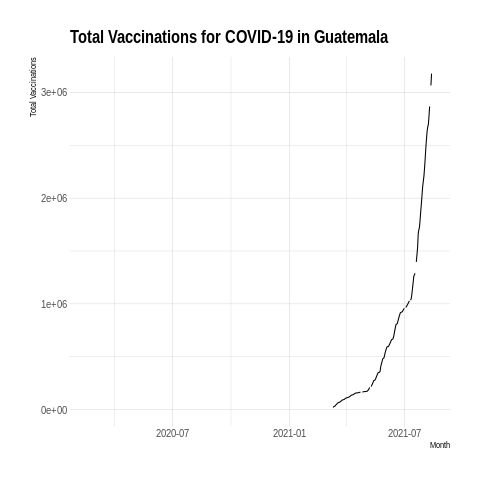 Total Vaccinations for COVID-19 in Guatemala
Total Vaccinations
3e+06
2e+06
1e+06
0e+00
2020-07 2021-01 2021-07
Month